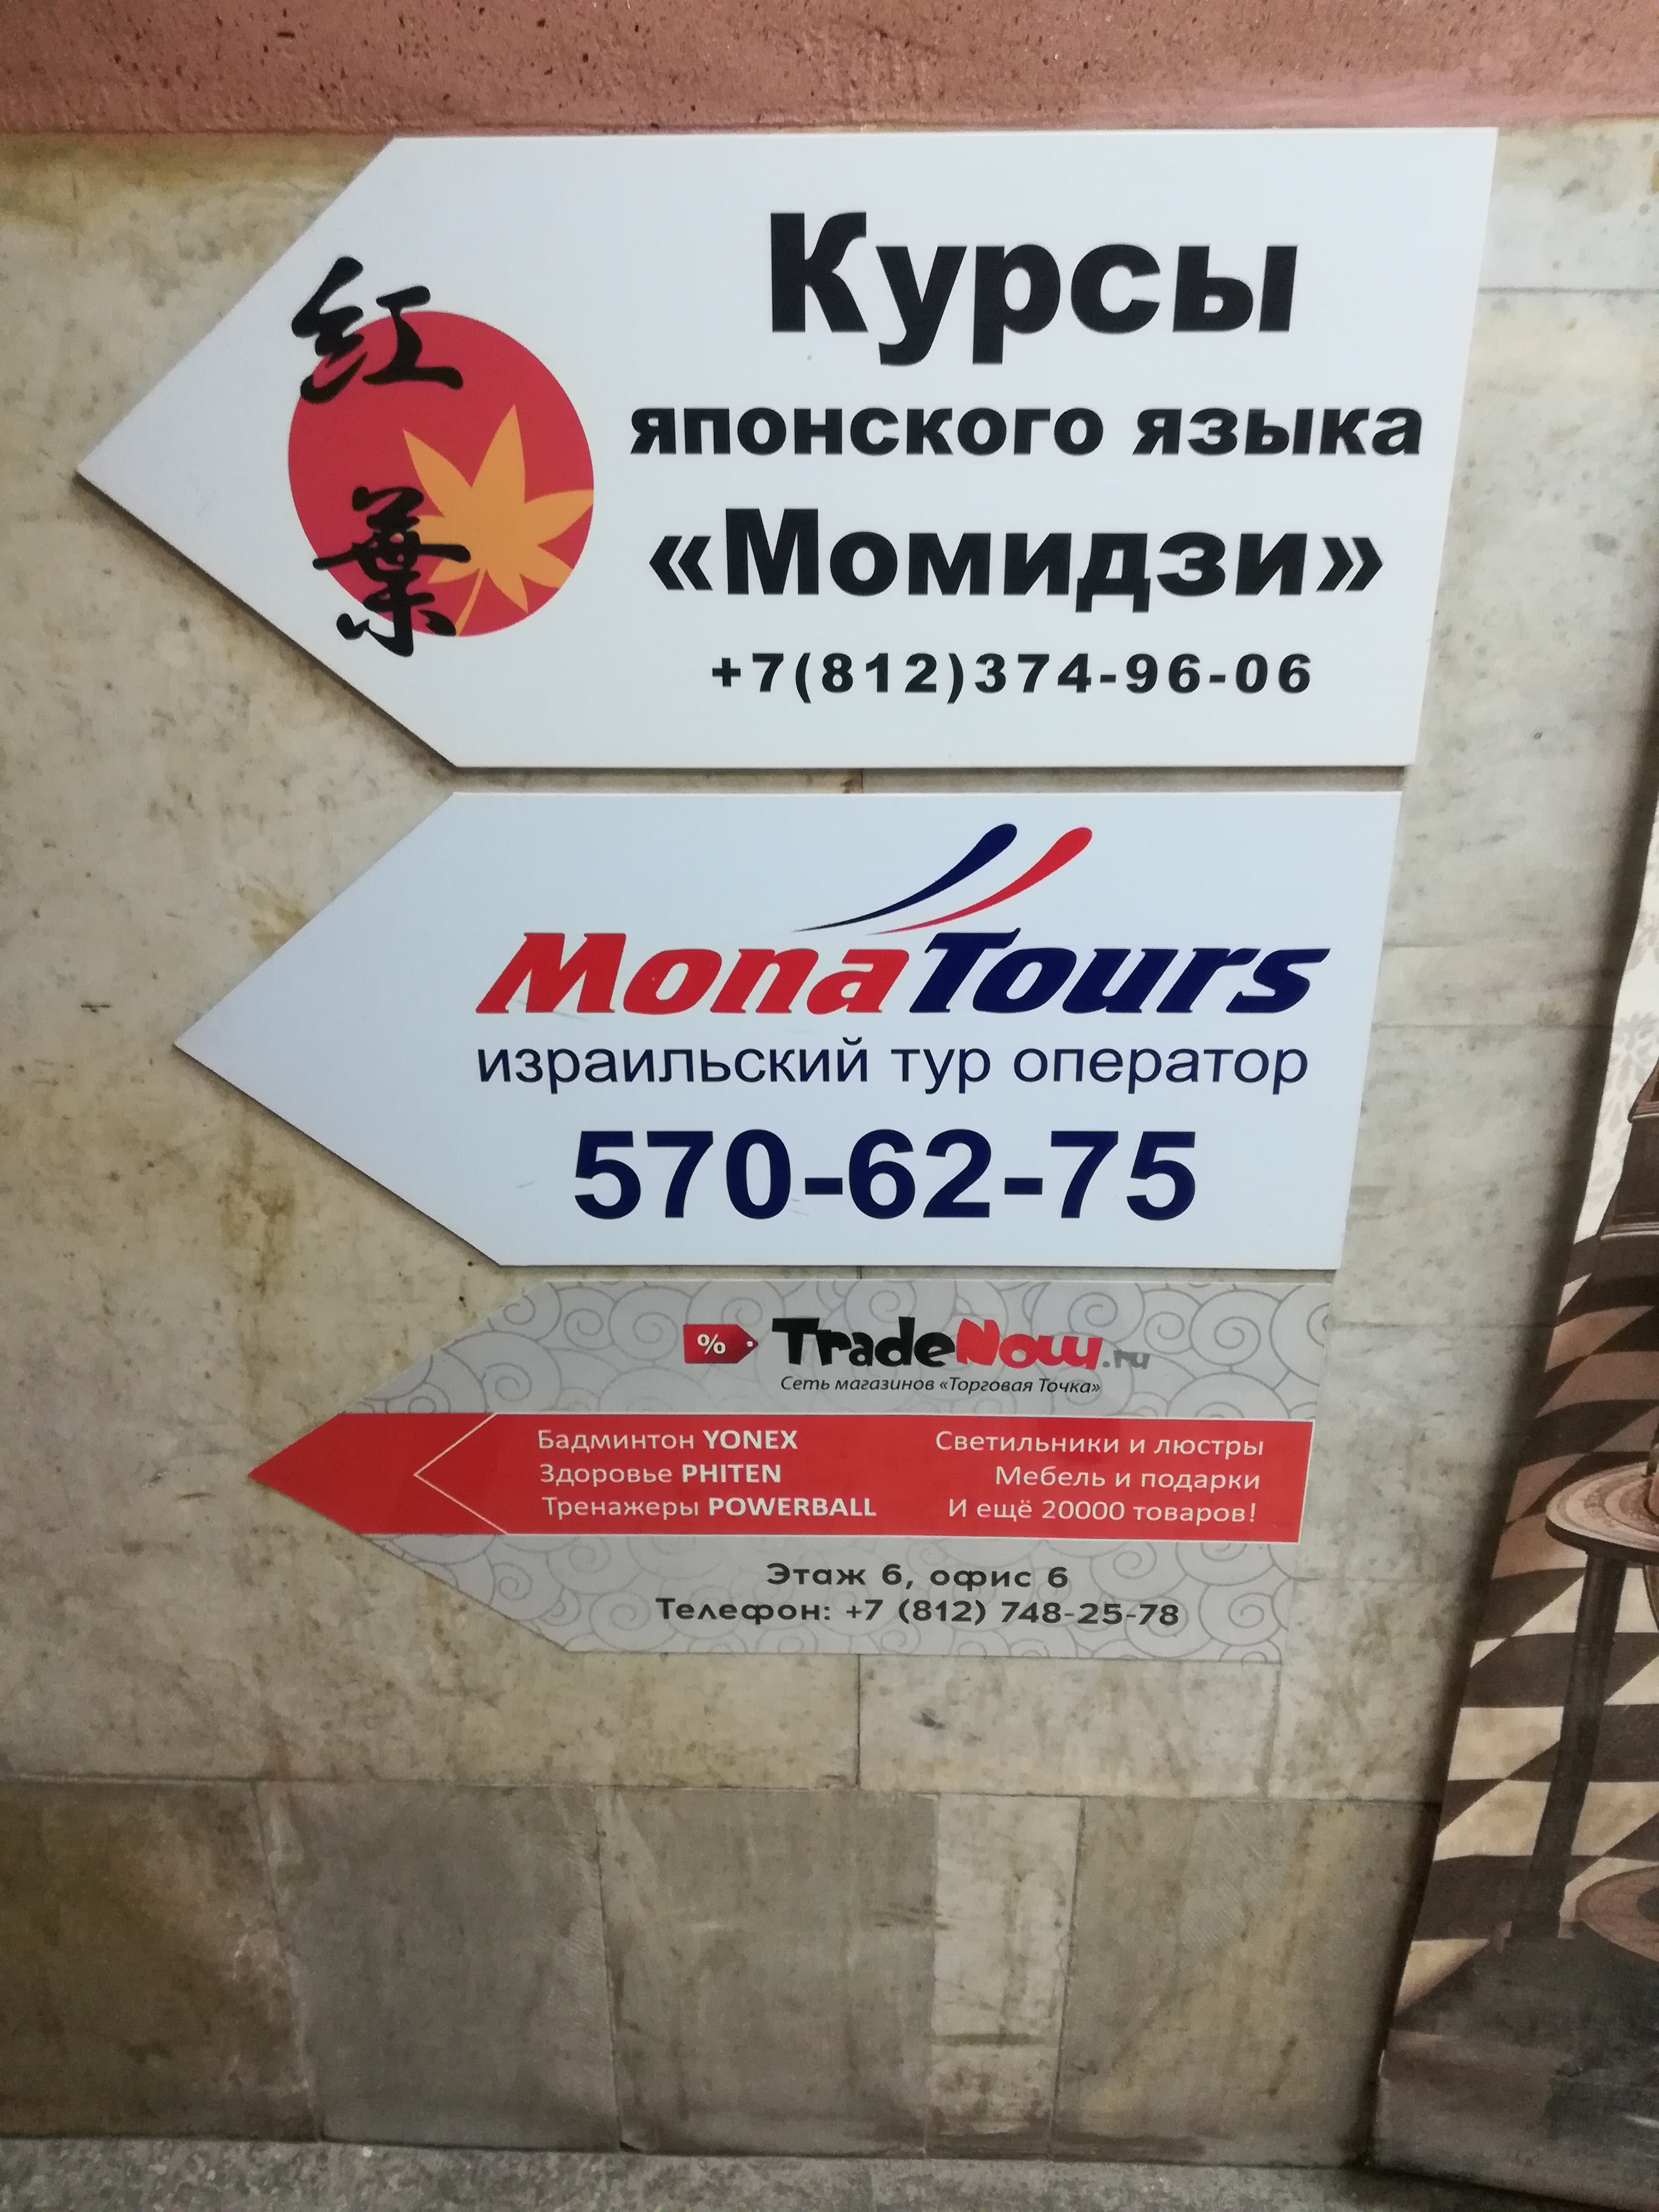 紅葉
Курсы
японского языка
«Момидзи»
+7(812)374-96-06
MonaTours
израильский тур оператор
570-62-75
% TradeNow.ru
Сеть магазинов «Торговая Точка»
Бадминтон YONEX
Здоровье PHITEN
Тренажеры POWERBALL
Светильники и люстры
Мебель и подарки
И ещё 20000 товаров!
Этаж 6, офис 6
Телефон: +7 (812) 748-25-78